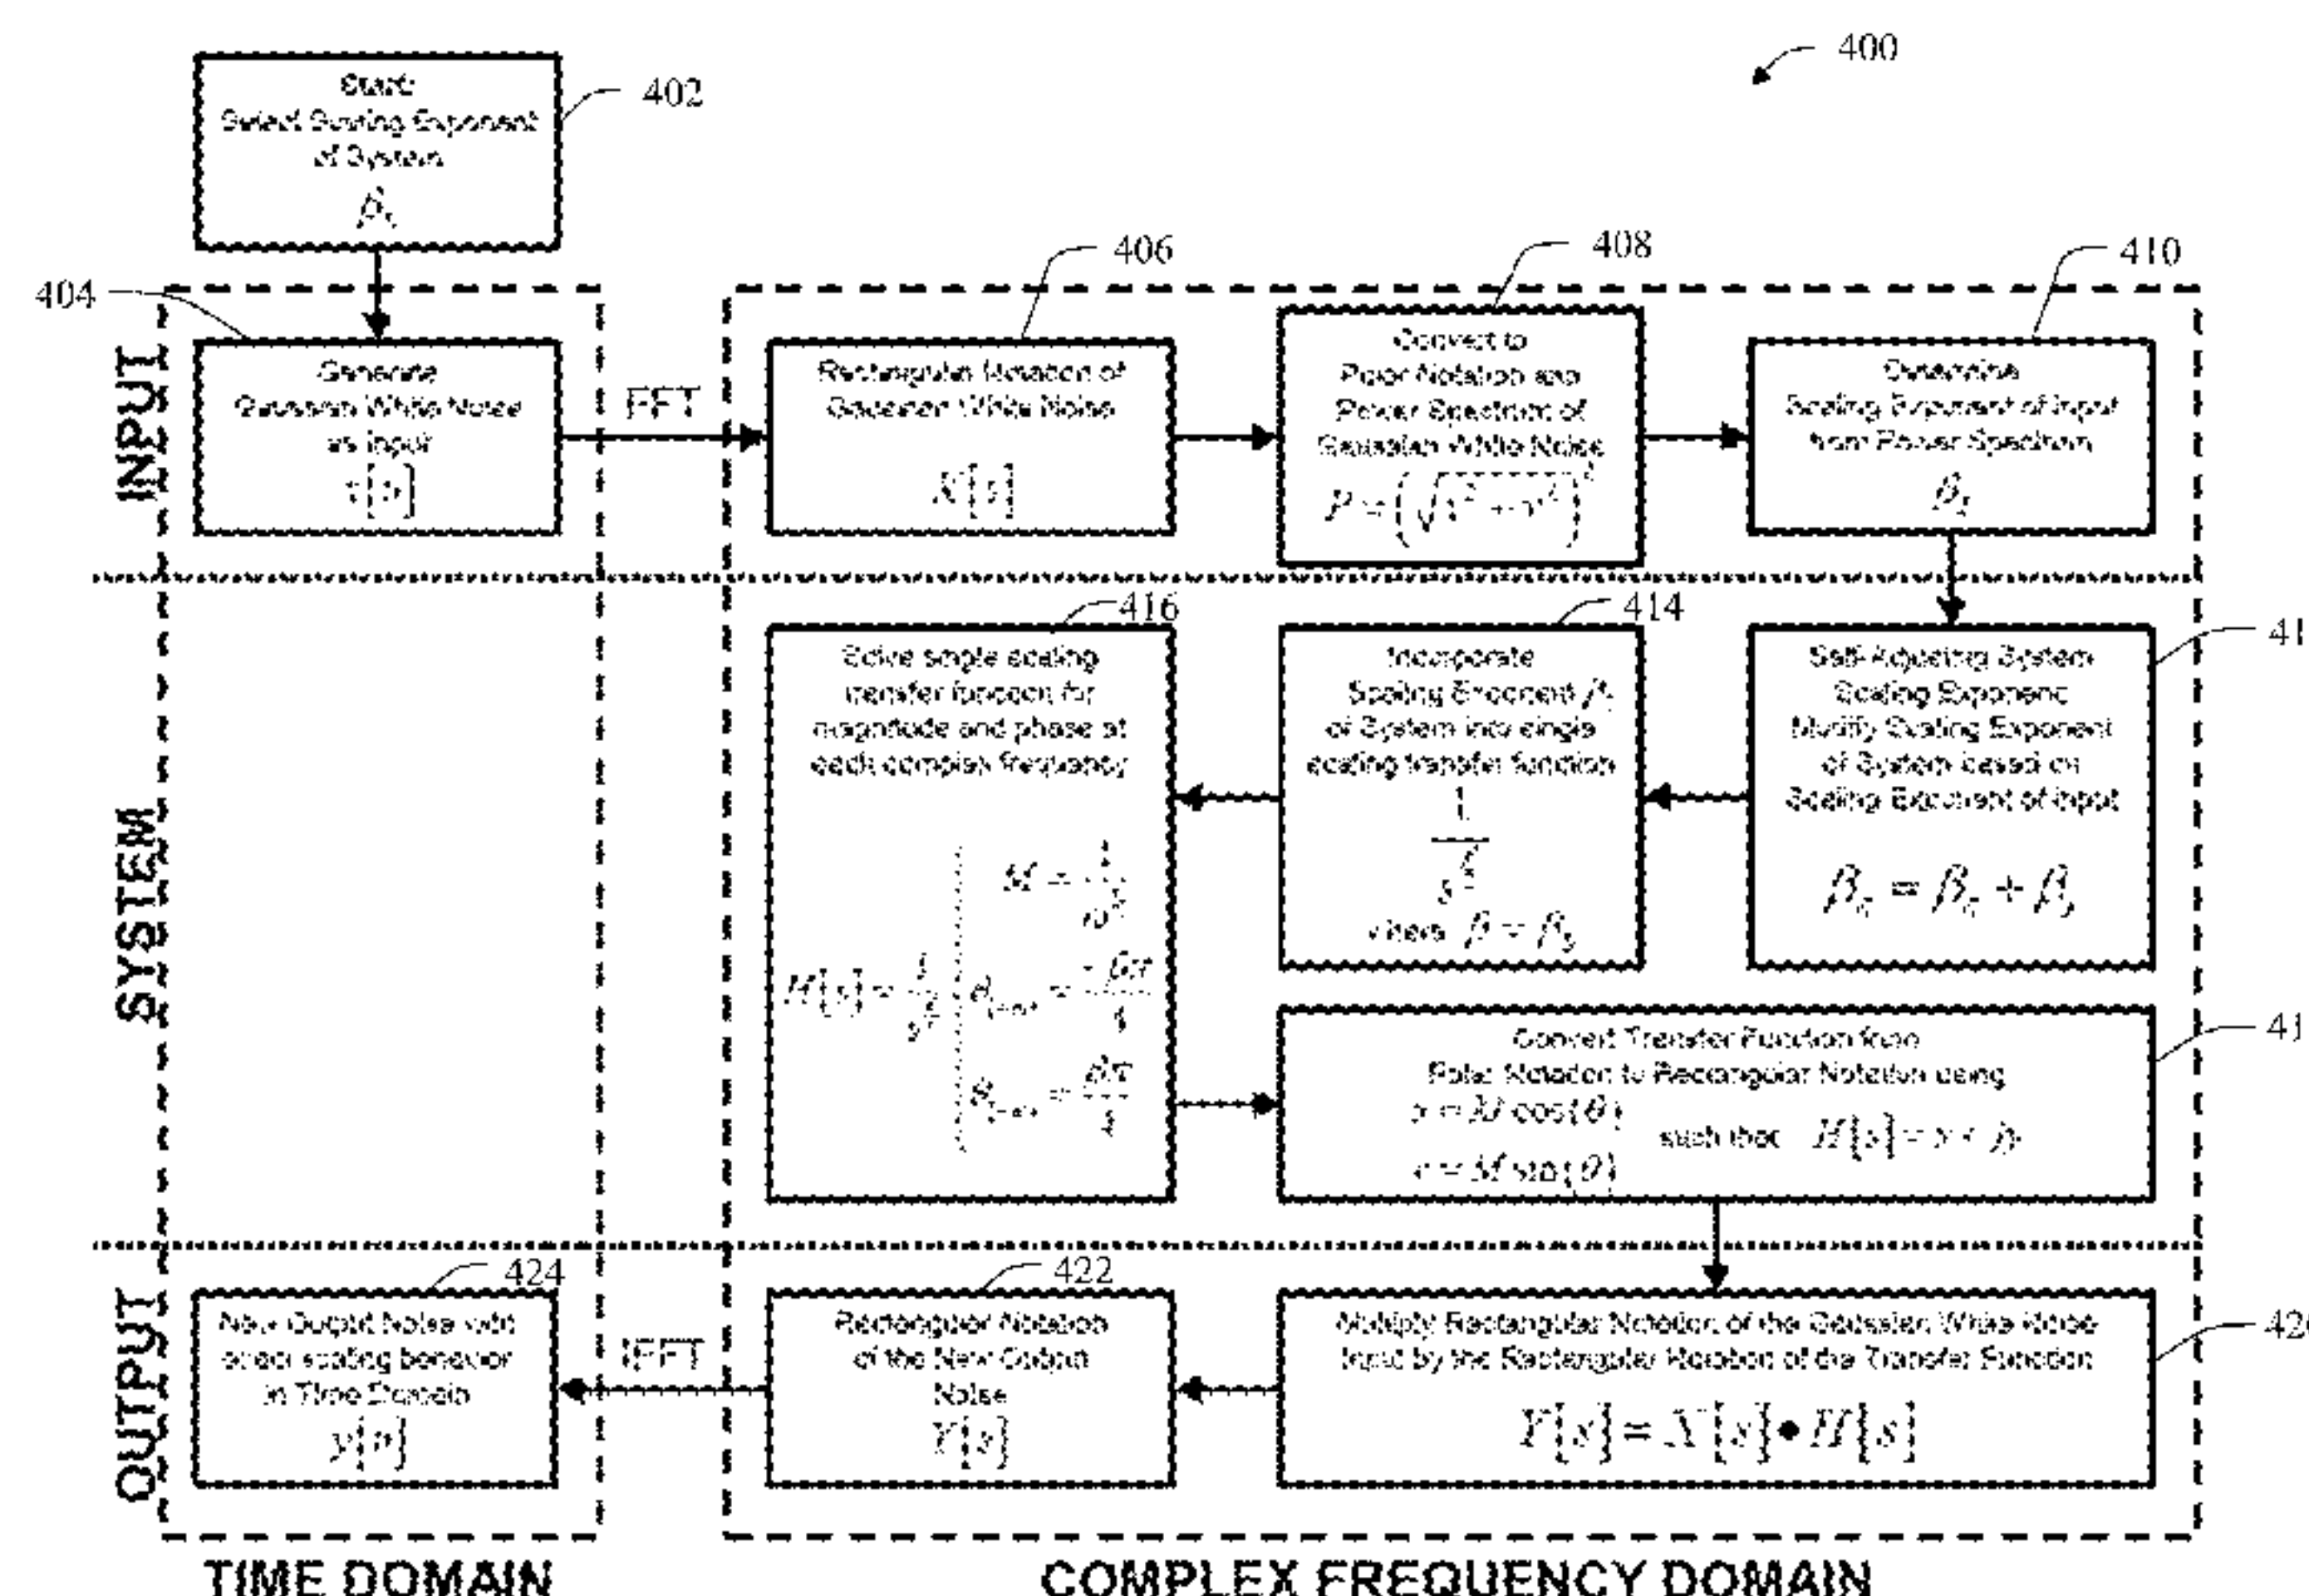 400
Start:
Select Scaling Exponent
of System
402
404
406
408
410
INPUT
Generate
Gaussian White Noise
as Input
FFT
Rectangular Notation of
Gaussian White Noise
X[s]
Convert to
Polar Notation and
Power Spectrum of
Gaussian White Noise
Determine
Scaling Exponent of Input
from Power Spectrum
416
414
41
SYSTEM
Solve single scaling
transfer function for
magnitude and phase at
each complex frequency
Incorporate
Scaling Exponent
of System into single
scaling transfer function
where
Self-Adjusting System
Scaling Exponent:
Modify Scaling Exponent
of System based on
Scaling Exponent of Input
Convert Transfer Function from
Polar Notation to Rectangular Notation using
such that
41
OUTPUT
424
422
New Output Noise with
scaling behavior
in Time Domain
y[n]
IFFT
Rectangular Notation
of the New Output
Noise
Y[s]
Multiply Rectangular Notation of the Gaussian White Noise
Input by the Rectangular Notation of the Transfer Function
Y[s] = X[s]•H[s]
42
TIME DOMAIN
COMPLEX FREQUENCY DOMAIN